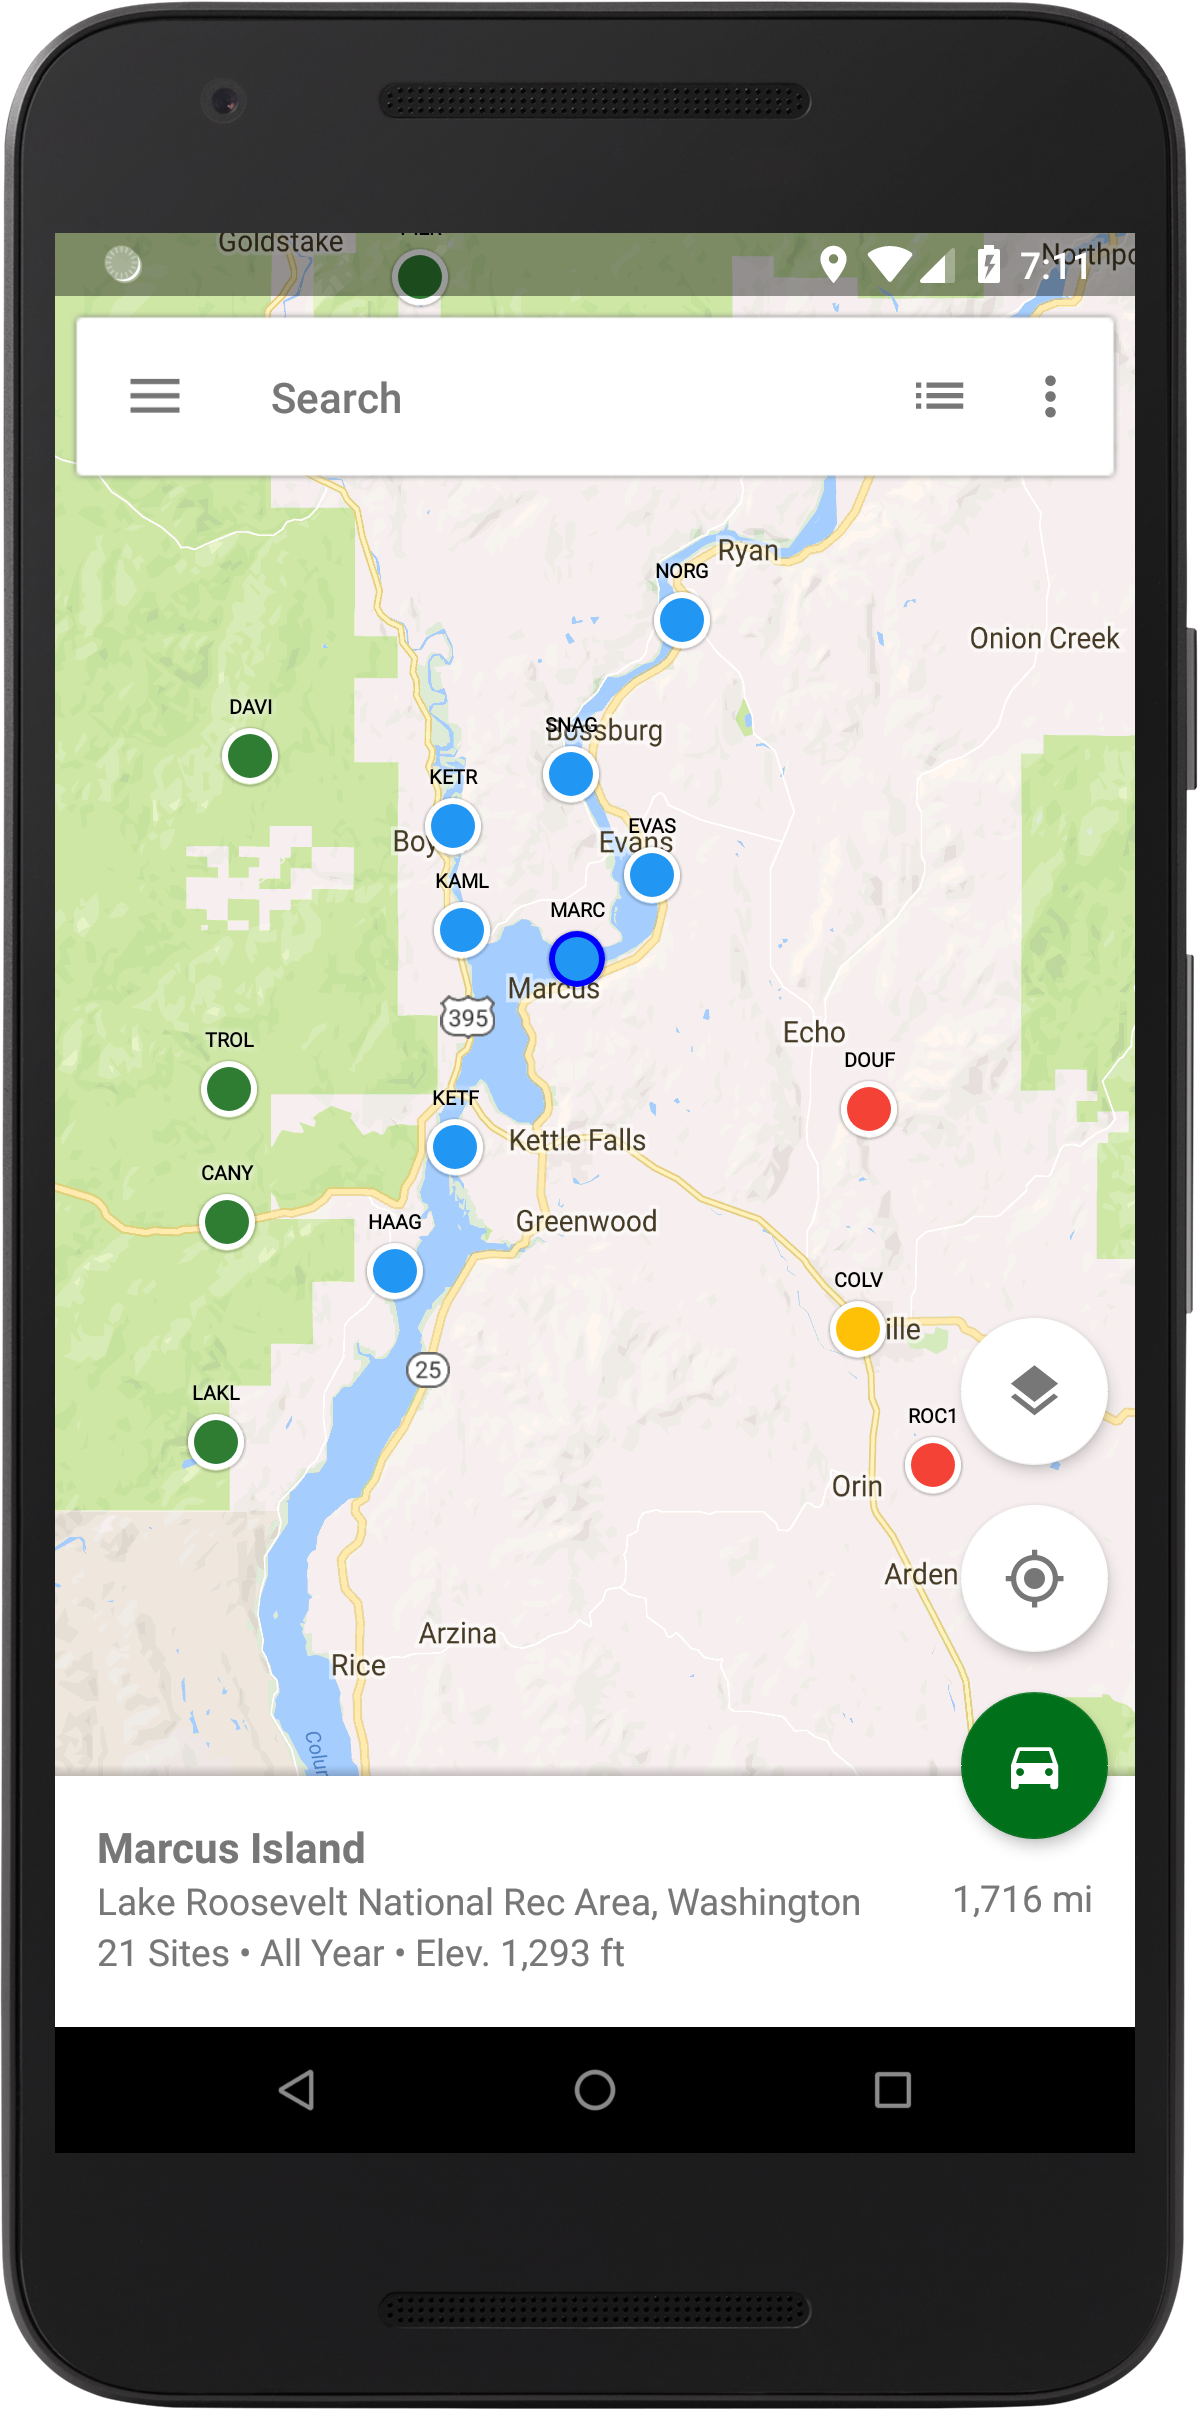 Goldstake
Northpo
7:11
Search
Ryan
NORG
Onion Creek
DAVI
SNAG
Bossburg
KETR
EVAS
Boy
Evans
KAML
MARC
Marcus
395
Echo
TROL
DOUF
KETF
Kettle Falls
CANY
HAAG
Greenwood
COLV
ille
25
LAKL
ROC1
Orin
Arden
Arzina
Rice
Colur
Marcus Island
Lake Roosevelt National Rec Area, Washington
1,716 mi
21 Sites • All Year • Elev. 1,293 ft